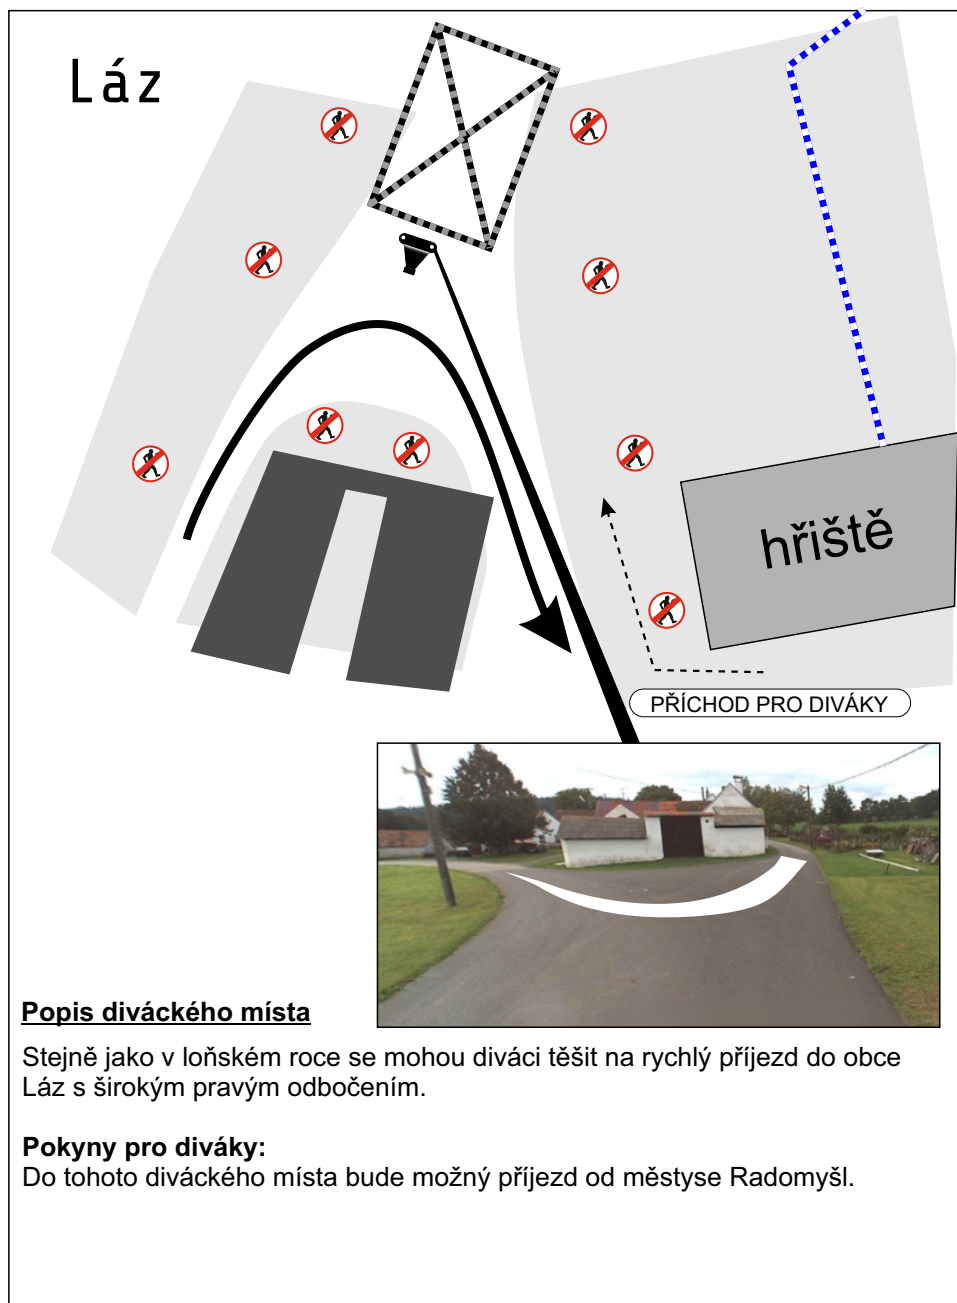 Láz
hřiště
PŘÍCHOD PRO DIVÁKY
Popis diváckého místa
Stejně jako v loňském roce se mohou diváci těšit na rychlý příjezd do obce
Láz s širokým pravým odbočením.
Pokyny pro diváky:
Do tohoto diváckého místa bude možný příjezd od městyse Radomyšl.